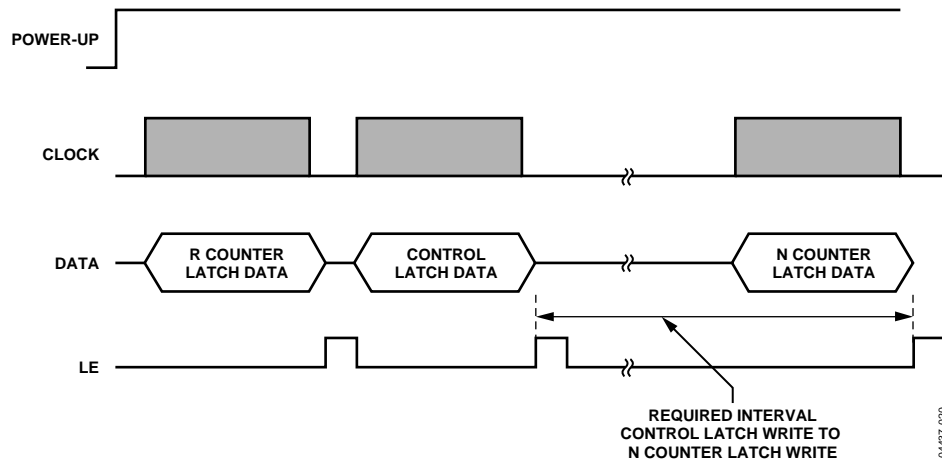 POWER-UP
CLOCK
DATA
R COUNTER
LATCH DATA
CONTROL
LATCH DATA
N COUNTER
LATCH DATA
LE
REQUIRED INTERVAL
CONTROL LATCH WRITE TO
N COUNTER LATCH WRITE